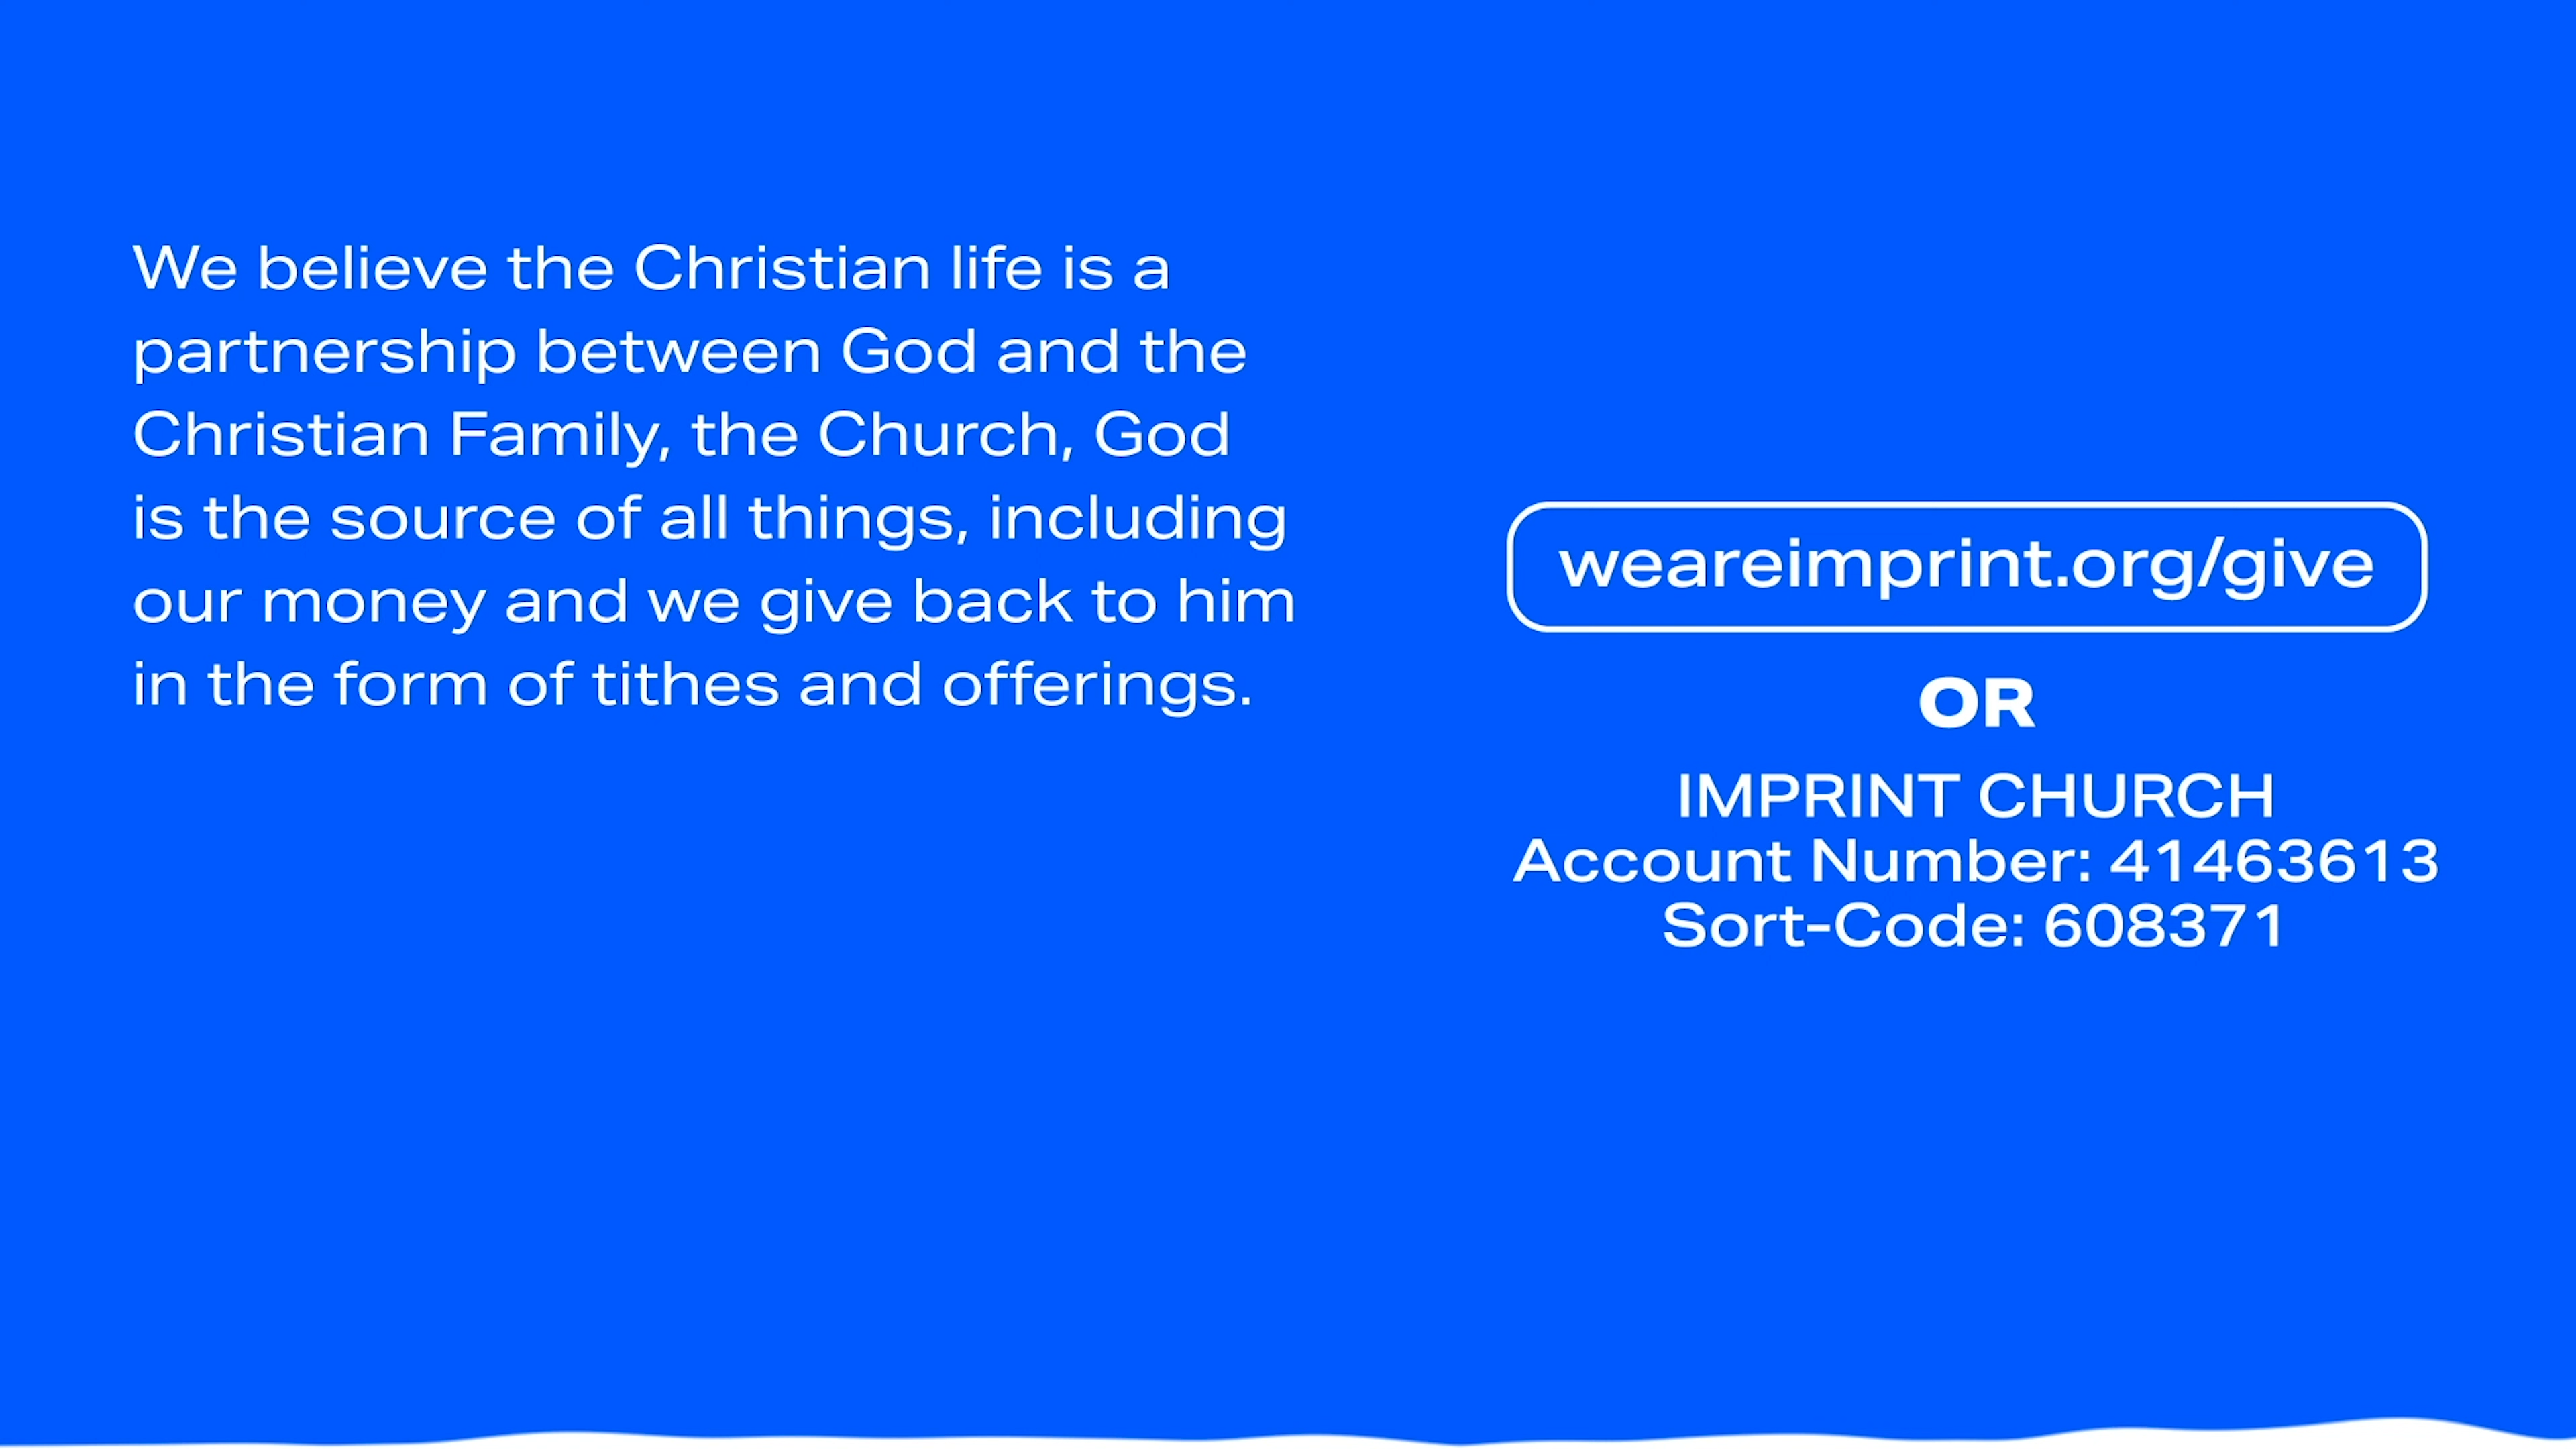 We believe the Christian life is a
partnership between God and the
Christian Family, the Church, God
is the source of all things, including
our money and we give back to him
in the form of tithes and offerings.
weareimprint.org/give
OR
IMPRINT CHURCH
Account Number: 41463613
Sort-Code: 608371